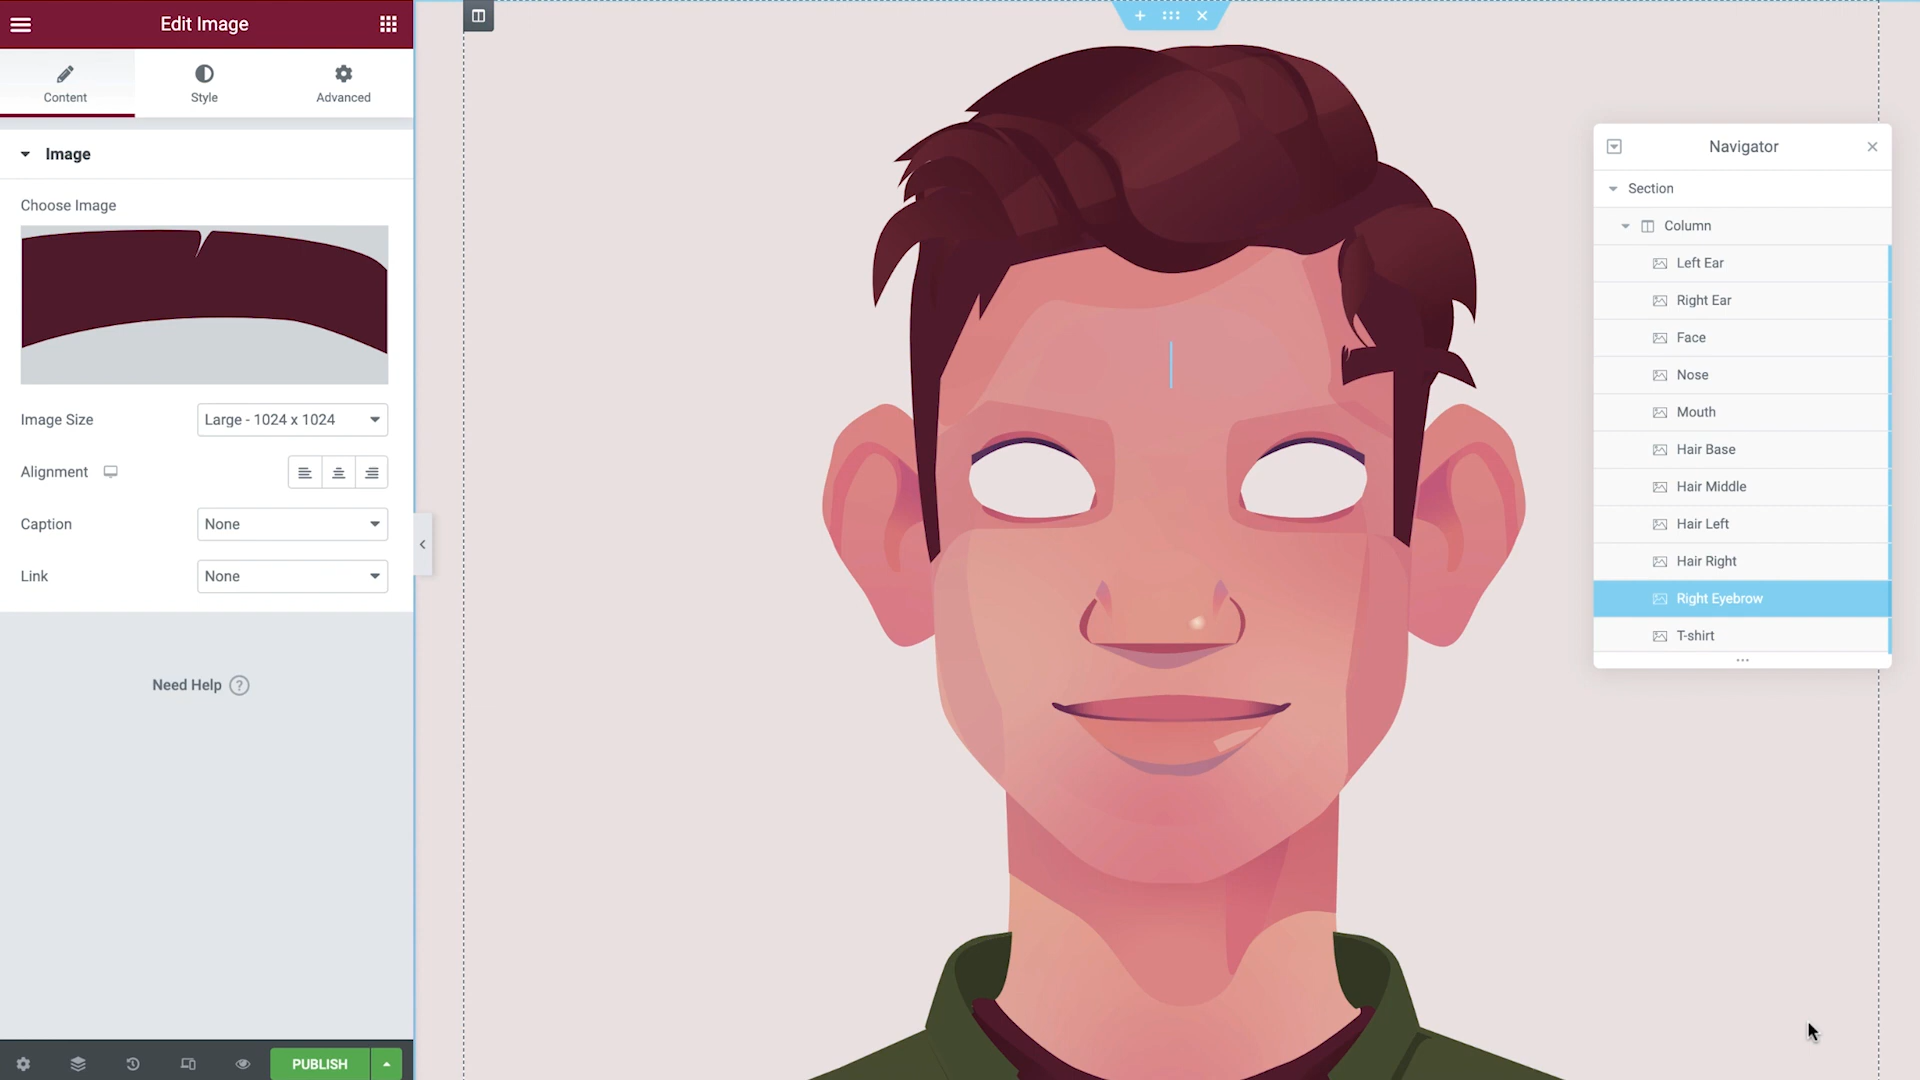 Edit Image
Content
Style
Advanced
Image
Choose Image
Image Size
Large - 1024 x 1024
Alignment
Caption
None
Link
None
Need Help ?
PUBLISH
Navigator
Section
Column
Left Ear
Right Ear
Face
Nose
Mouth
Hair Base
Hair Middle
Hair Left
Hair Right
Right Eyebrow
T-shirt